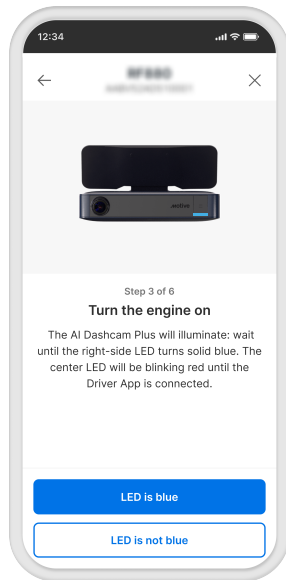 12:34
motive
Step 3 of 6
Turn the engine on
The AI Dashcam Plus will illuminate: wait
until the right-side LED turns solid blue. The
center LED will be blinking red until the
Driver App is connected.
LED is blue
LED is not blue